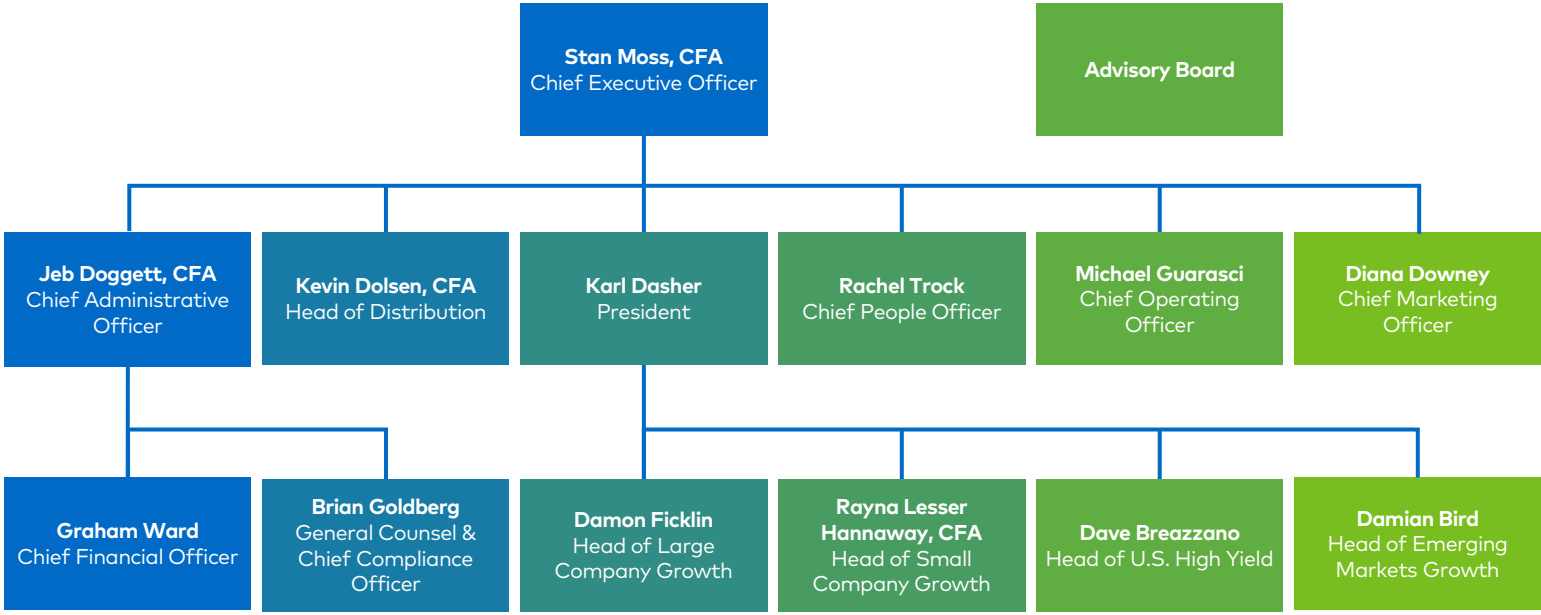 Stan Moss, CFA
Chief Executive Officer
Advisory Board
Jeb Doggett, CFA
Chief Administrative
Officer
Kevin Dolsen, CFA
Head of Distribution
Karl Dasher
President
Rachel Trock
Chief People Officer
Michael Guarasci
Chief Operating
Officer
Diana Downey
Chief Marketing
Officer
Graham Ward
Chief Financial Officer
Brian Goldberg
General Counsel &
Chief Compliance
Officer
Damon Ficklin
Head of Large
Company Growth
Rayna Lesser
Hannaway, CFA
Head of Small
Company Growth
Dave Breazzano
Head of U.S. High Yield
Damian Bird
Head of Emerging
Markets Growth